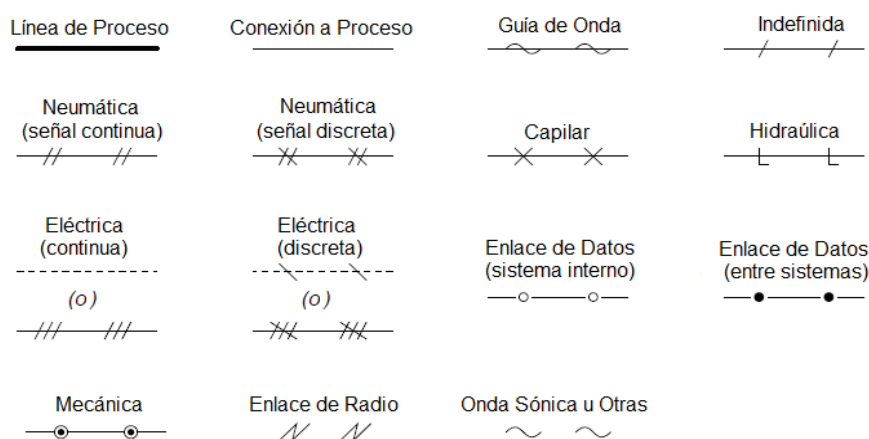 Línea de Proceso
Conexión a Proceso
Guía de Onda
Indefinida
Neumática
(señal continua)
Neumática
(señal discreta)
Capilar
Hidraúlica
Eléctrica
(continua)
(o)
Eléctrica
(discreta)
(o)
Enlace de Datos
(sistema interno)
Enlace de Datos
(entre sistemas)
Mecánica
Enlace de Radio
Onda Sónica u Otras